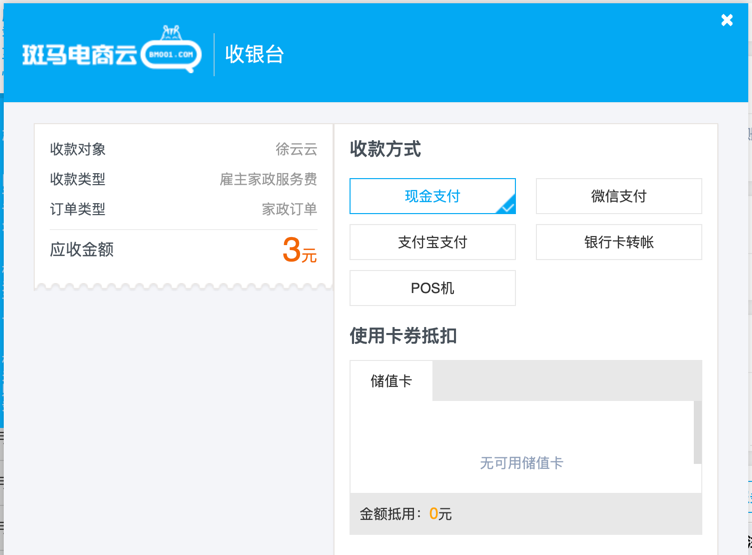 斑马电商云 BM001.COM 收银台
收款对象 徐云云
收款类型 雇主家政服务费
订单类型 家政订单
应收金额 3元
收款方式
现金支付 微信支付
支付宝支付 银行卡转帐
POS机
使用卡券抵扣
储值卡
无可用储值卡
金额抵用：0元